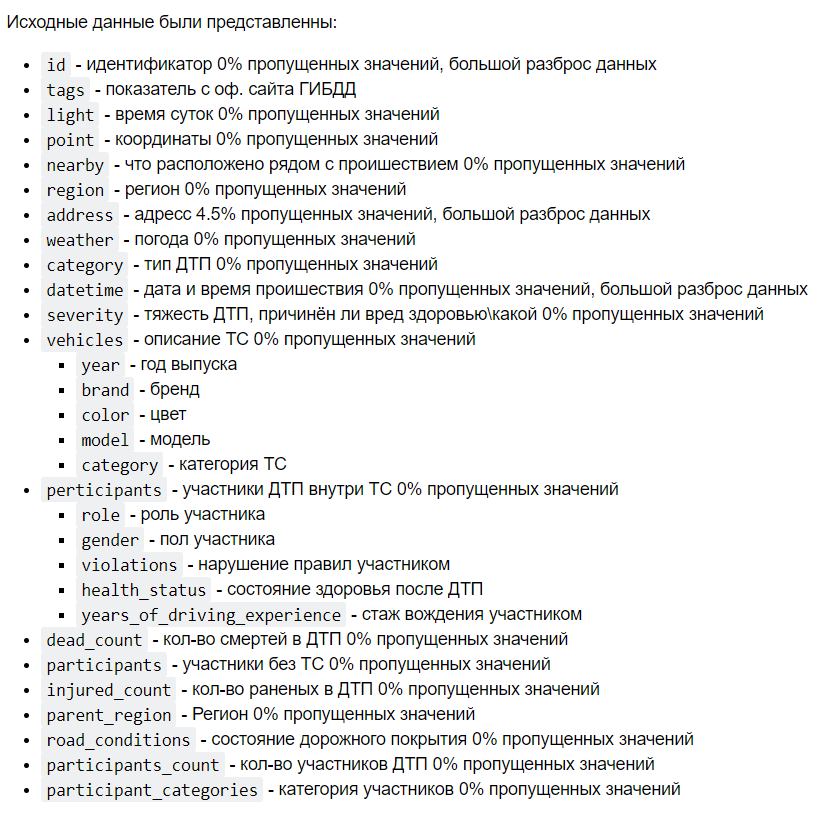 Исходные данные были представленны:
id - идентификатор 0% пропущенных значений, большой разброс данных
tags - показатель с оф. сайта ГИБДД
light - время суток 0% пропущенных значений
point - координаты 0% пропущенных значений
nearby - что расположено рядом с проишествием 0% пропущенных значений
region - регион 0% пропущенных значений
address - адресс 4.5% пропущенных значений, большой разброс данных
weather - погода 0% пропущенных значений
category - тип ДТП 0% пропущенных значений
datetime - дата и время проишествия 0% пропущенных значений, большой разброс данных
severity - тяжесть ДТП, причинён ли вред здоровью\какой 0% пропущенных значений
vehicles - описание ТС 0% пропущенных значений
year - год выпуска
brand - бренд
color - цвет
model - модель
category - категория ТС
perticipants - участники ДТП внутри ТС 0% пропущенных значений
role - роль участника
gender - пол участника
violations - нарушение правил участником
health_status - состояние здоровья после ДТП
years_of_driving_experience - стаж вождения участником
dead_count - кол-во смертей в ДТП 0% пропущенных значений
participants - участники без ТС 0% пропущенных значений
injured_count - кол-во раненых в ДТП 0% пропущенных значений
parent_region - Регион 0% пропущенных значений
road_conditions - состояние дорожного покрытия 0% пропущенных значений
participants_count - кол-во участников ДТП 0% пропущенных значений
participant_categories - категория участников 0% пропущенных значений